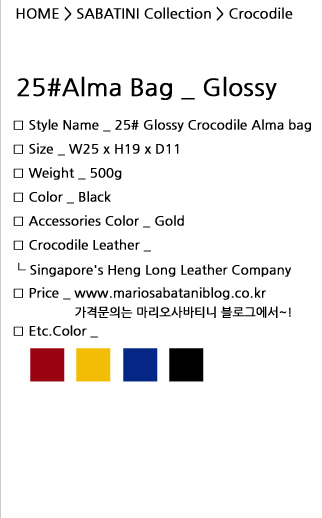 HOME > SABATINI Collection > Crocodile
25#Alma Bag _ Glossy
□ Style Name _ 25# Glossy Crocodile Alma bag
□ Size _ W25 x H19 x D11
□ Weight _ 500g
□ Color _ Black
□ Accessories Color _ Gold
□ Crocodile Leather _
└ Singapore's Heng Long Leather Company
□ Price _ www.mariosabataniblog.co.kr
가격문의는 마리오사바티니 블로그에서~!
□ Etc.Color _